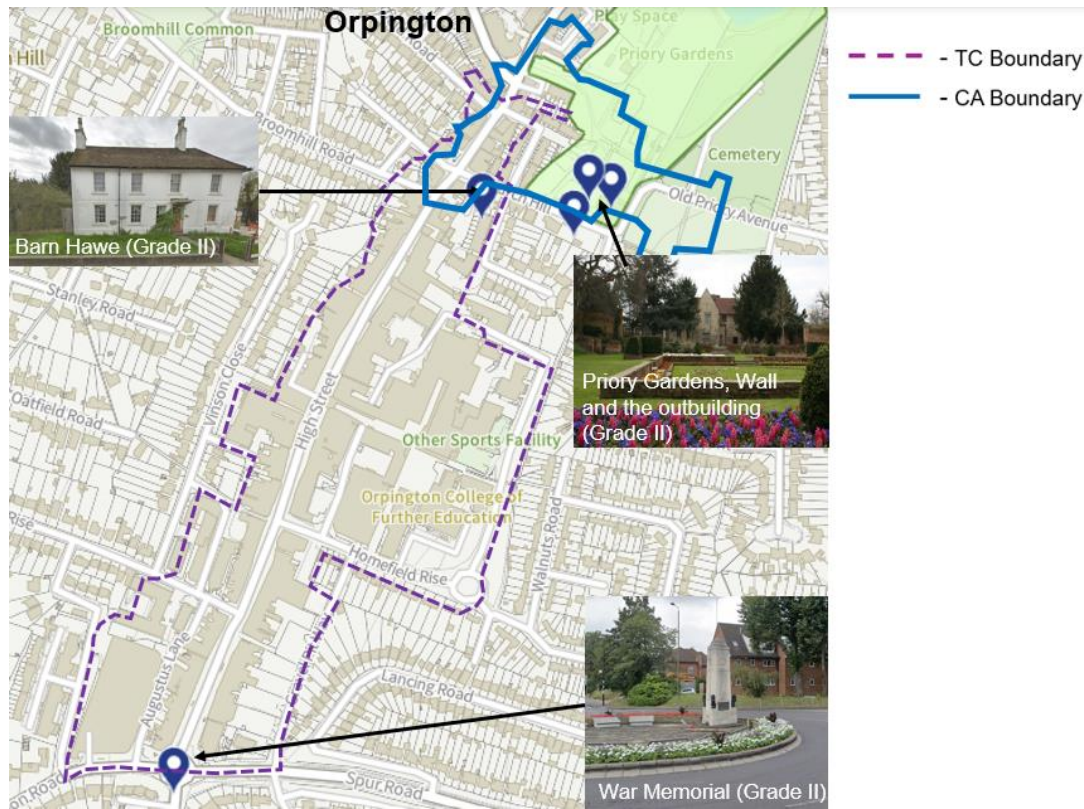 Orpington
Play Space
Broomhill Common
Priory Gardens
Hill
- TC Boundary
- CA Boundary
Broomhill Road
Cemetery
Old Priory Avenue
Hill
Barn Hawe (Grade II)
Stanley Road
Vinson Close
High Street
Priory Gardens, Wall
and the outbuilding
(Grade II)
Oatfield Road
Other Sports Facility
Orpington College of
Further Education
Rise
Homefield Rise
Walnuts Road
Augustus Lane
Lancing Road
Road
Spur Road
War Memorial (Grade II)